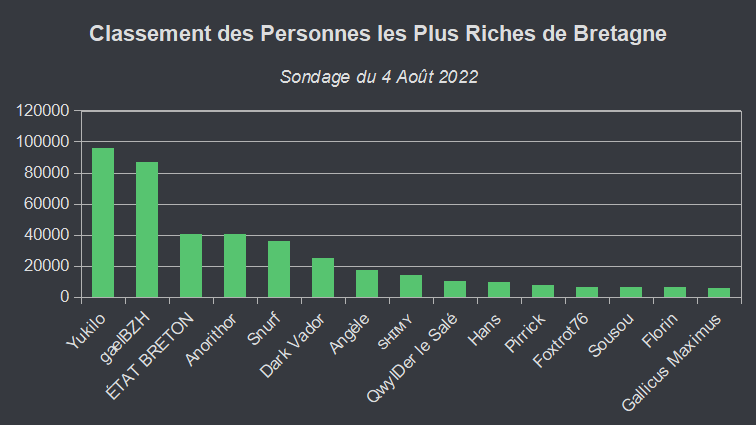 Classement des Personnes les Plus Riches de Bretagne
Sondage du 4 Août 2022
120000
100000
80000
60000
40000
20000
0
Yukilo
gælBZH
ÉTAT BRETON
Anorithor
Snurf
Dark Vador
Angèle
sHIMY
QwylDer le Salé
Hans
Pirrick
Foxtrot76
Sousou
Florin
Gallicus Maximus